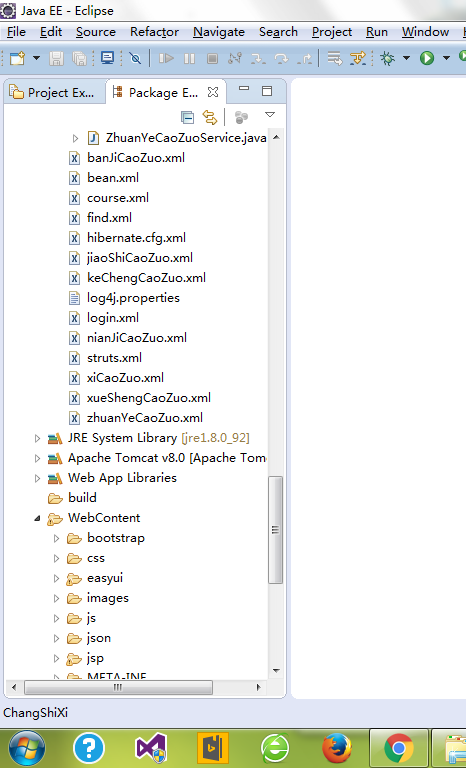 Java EE - Eclipse
File Edit Source Refactor Navigate Search Project Run Window H
Project Ex... Package E...
ZhuanYeCaoZuoService.java
banJiCaoZuo.xml
bean.xml
course.xml
find.xml
hibernate.cfg.xml
jiaoShiCaoZuo.xml
keChengCaoZuo.xml
log4j.properties
login.xml
nianJiCaoZuo.xml
struts.xml
xiCaoZuo.xml
xueShengCaoZuo.xml
zhuanYeCaoZuo.xml
JRE System Library [jre1.8.0_92]
Apache Tomcat v8.0 [Apache Tom
Web App Libraries
build
WebContent
bootstrap
css
easyui
images
js
json
jsp
META-INF
ChangShiXi